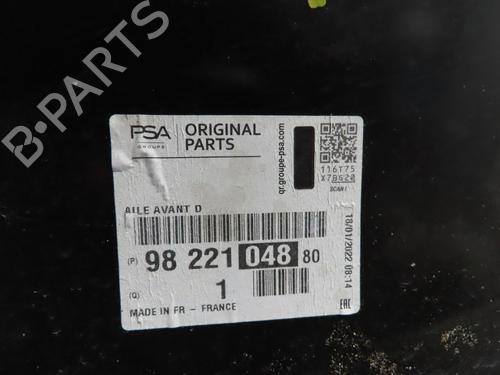 PSA
GROUPE
ORIGINAL
PARTS
qr.groupe-psa.com
116T75
X78520
SCAN !
AILE AVANT D
(P) 98 221 048 80
(Q) 1
MADE IN FR - FRANCE
18/01/2022 08:14
EAC
B-PARTS